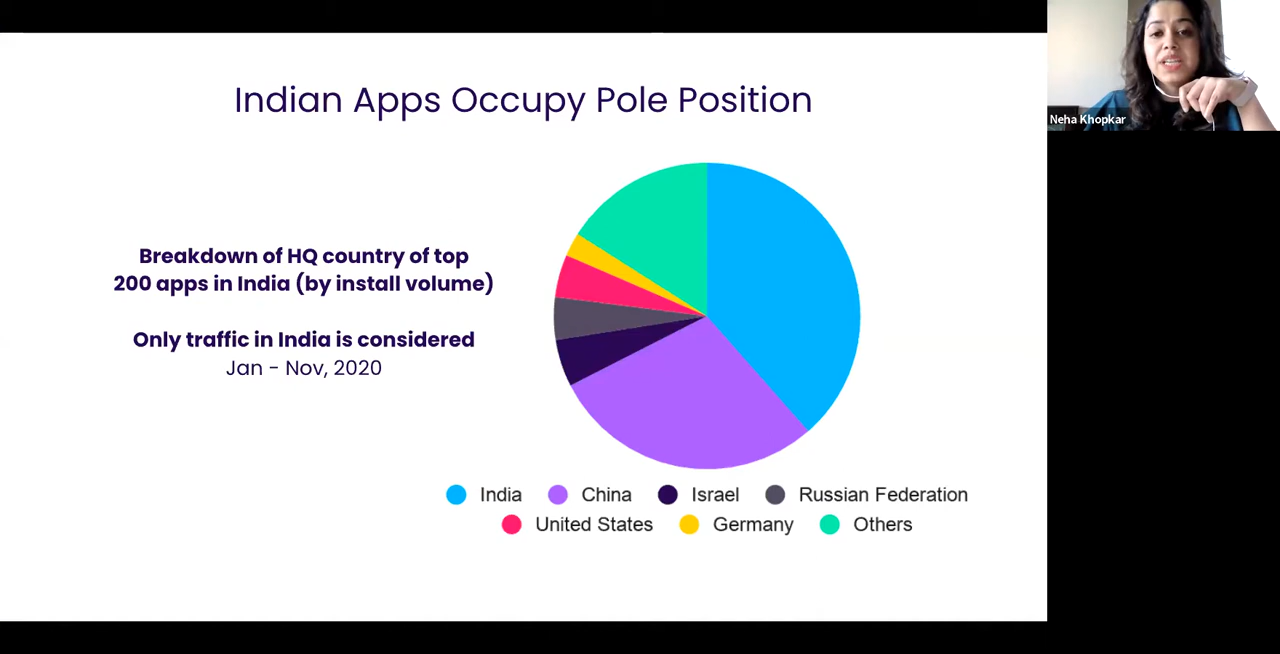 Indian Apps Occupy Pole Position
Neha Khopkar
Breakdown of HQ country of top
200 apps in India (by install volume)
Only traffic in India is considered
Jan - Nov, 2020
India China Israel Russian Federation
United States Germany Others